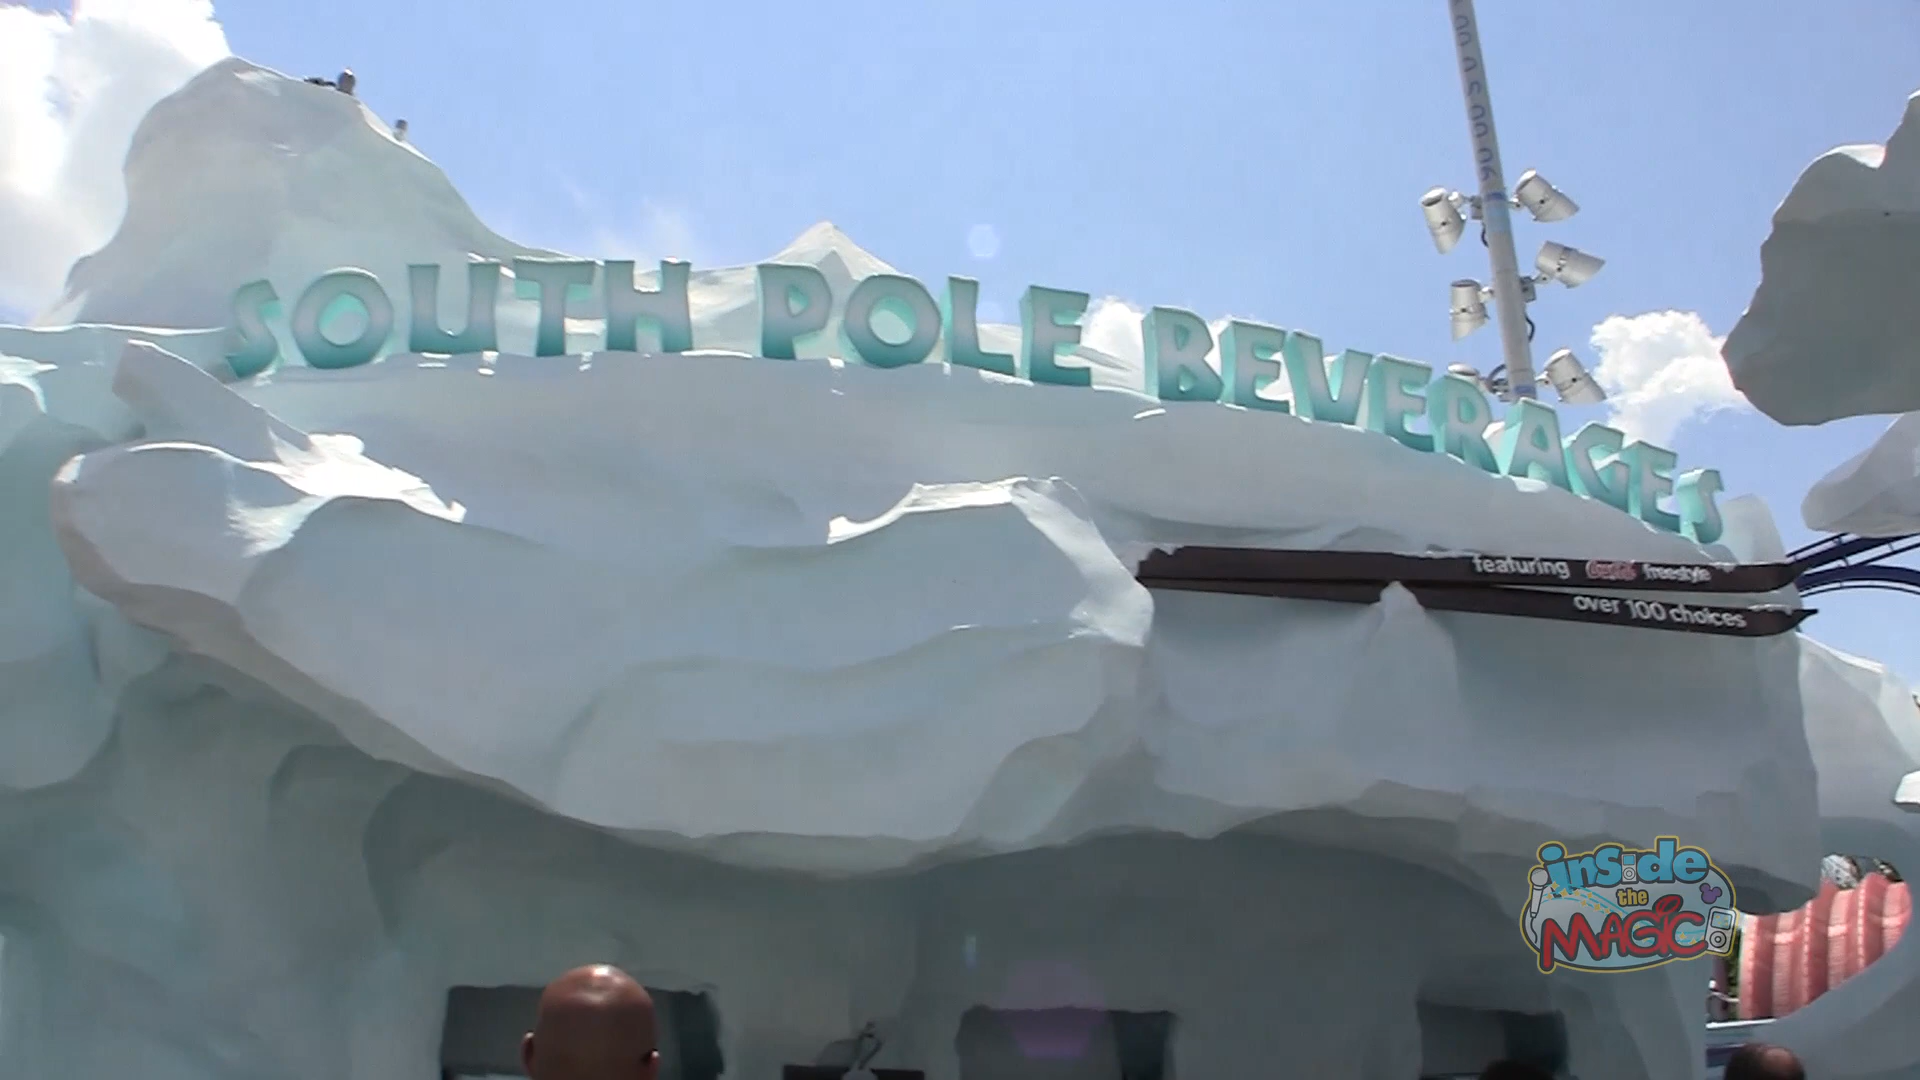 SOUTH POLE BEVERAGES
featuring Coca-Cola freestyle
over 100 choices
inside
the
MAGIC